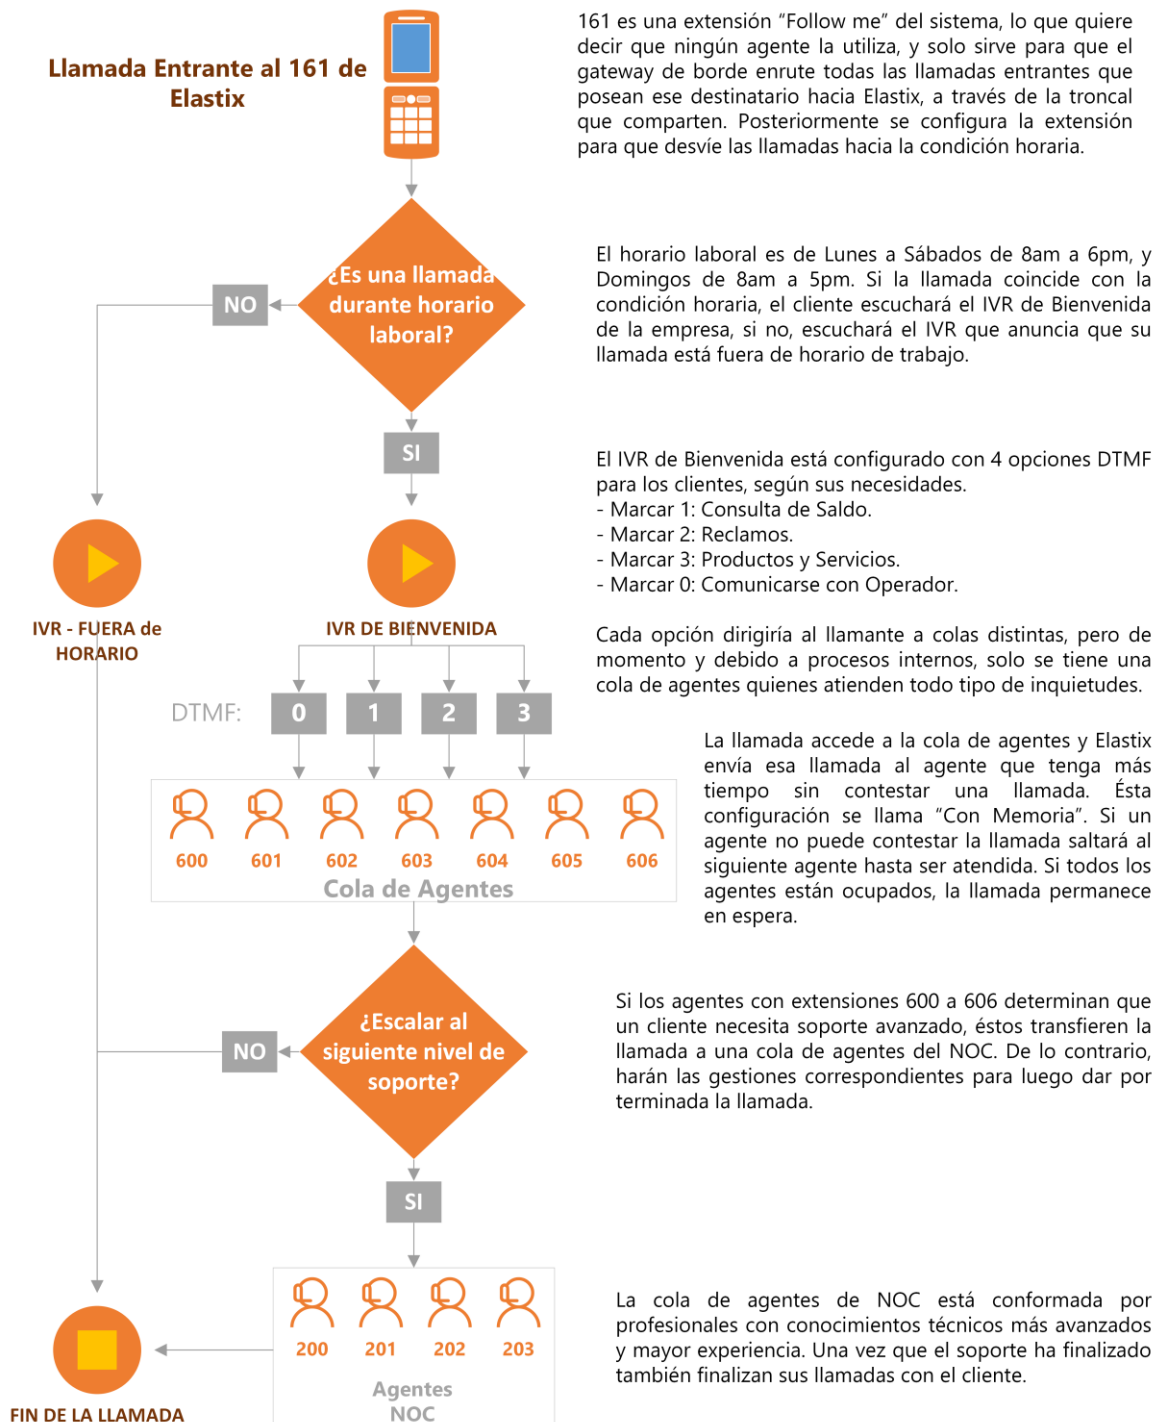 Llamada Entrante al 161 de
Elastix
161 es una extensión “Follow me” del sistema, lo que quiere
decir que ningún agente la utiliza, y solo sirve para que el
gateway de borde enrute todas las llamadas entrantes que
posean ese destinatario hacia Elastix, a través de la troncal
que comparten. Posteriormente se configura la extensión
para que desvíe las llamadas hacia la condición horaria.
¿Es una llamada
durante horario
laboral?
NO
El horario laboral es de Lunes a Sábados de 8am a 6pm, y
Domingos de 8am a 5pm. Si la llamada coincide con la
condición horaria, el cliente escuchará el IVR de Bienvenida
de la empresa, si no, escuchará el IVR que anuncia que su
llamada está fuera de horario de trabajo.
SI
El IVR de Bienvenida está configurado con 4 opciones DTMF
para los clientes, según sus necesidades.
- Marcar 1: Consulta de Saldo.
- Marcar 2: Reclamos.
- Marcar 3: Productos y Servicios.
- Marcar 0: Comunicarse con Operador.
IVR - FUERA de
HORARIO
IVR DE BIENVENIDA
Cada opción dirigiría al llamante a colas distintas, pero de
momento y debido a procesos internos, solo se tiene una
cola de agentes quienes atienden todo tipo de inquietudes.
DTMF: 0 1 2 3
La llamada accede a la cola de agentes y Elastix
envía esa llamada al agente que tenga más
tiempo sin contestar una llamada. Ésta
configuración se llama “Con Memoria”. Si un
agente no puede contestar la llamada saltará al
siguiente agente hasta ser atendida. Si todos los
agentes están ocupados, la llamada permanece
en espera.
600 601 602 603 604 605 606
Cola de Agentes
¿Escalar al
siguiente nivel de
soporte?
NO
Si los agentes con extensiones 600 a 606 determinan que
un cliente necesita soporte avanzado, éstos transfieren la
llamada a una cola de agentes del NOC. De lo contrario,
harán las gestiones correspondientes para luego dar por
terminada la llamada.
SI
200 201 202 203
Agentes
NOC
La cola de agentes de NOC está conformada por
profesionales con conocimientos técnicos más avanzados
y mayor experiencia. Una vez que el soporte ha finalizado
también finalizan sus llamadas con el cliente.
FIN DE LA LLAMADA